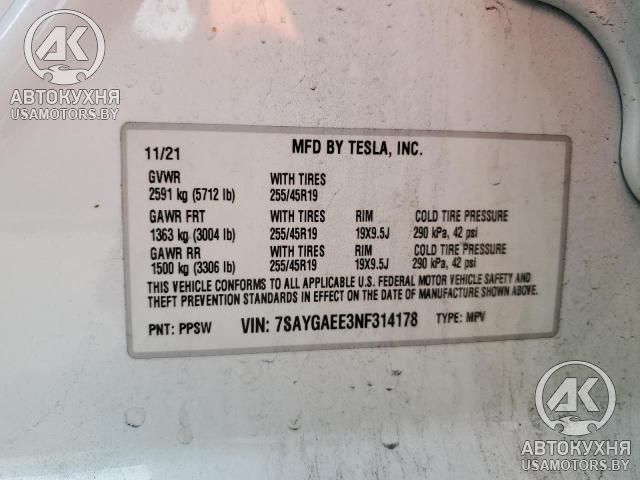 AK
АВТОКУХНЯ
USAMOTORS.BY
11/21 MFD BY TESLA, INC.
GVWR WITH TIRES
2591 kg (5712 lb) 255/45R19
GAWR FRT WITH TIRES RIM COLD TIRE PRESSURE
1363 kg (3004 lb) 255/45R19 19X9.5J 290 kPa, 42 psi
GAWR RR WITH TIRES RIM COLD TIRE PRESSURE
1500 kg (3306 lb) 255/45R19 19X9.5J 290 kPa, 42 psi
THIS VEHICLE CONFORMS TO ALL APPLICABLE U.S. FEDERAL MOTOR VEHICLE SAFETY AND
THEFT PREVENTION STANDARDS IN EFFECT ON THE DATE OF MANUFACTURE SHOWN ABOVE.
PNT: PPSW VIN: 7SAYGAEE3NF314178 TYPE: MPV
AK
АВТОКУХНЯ
USAMOTORS.BY